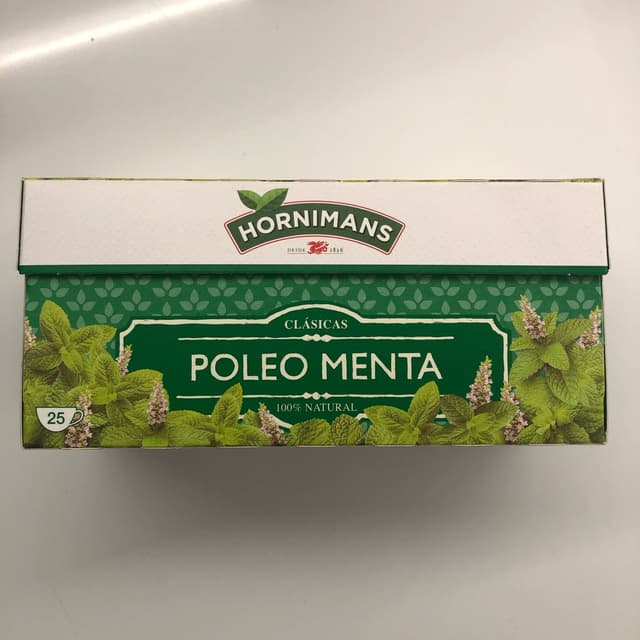 HORNIMANS
DESDE 1826
CLÁSICAS
POLEO MENTA
100% NATURAL
25